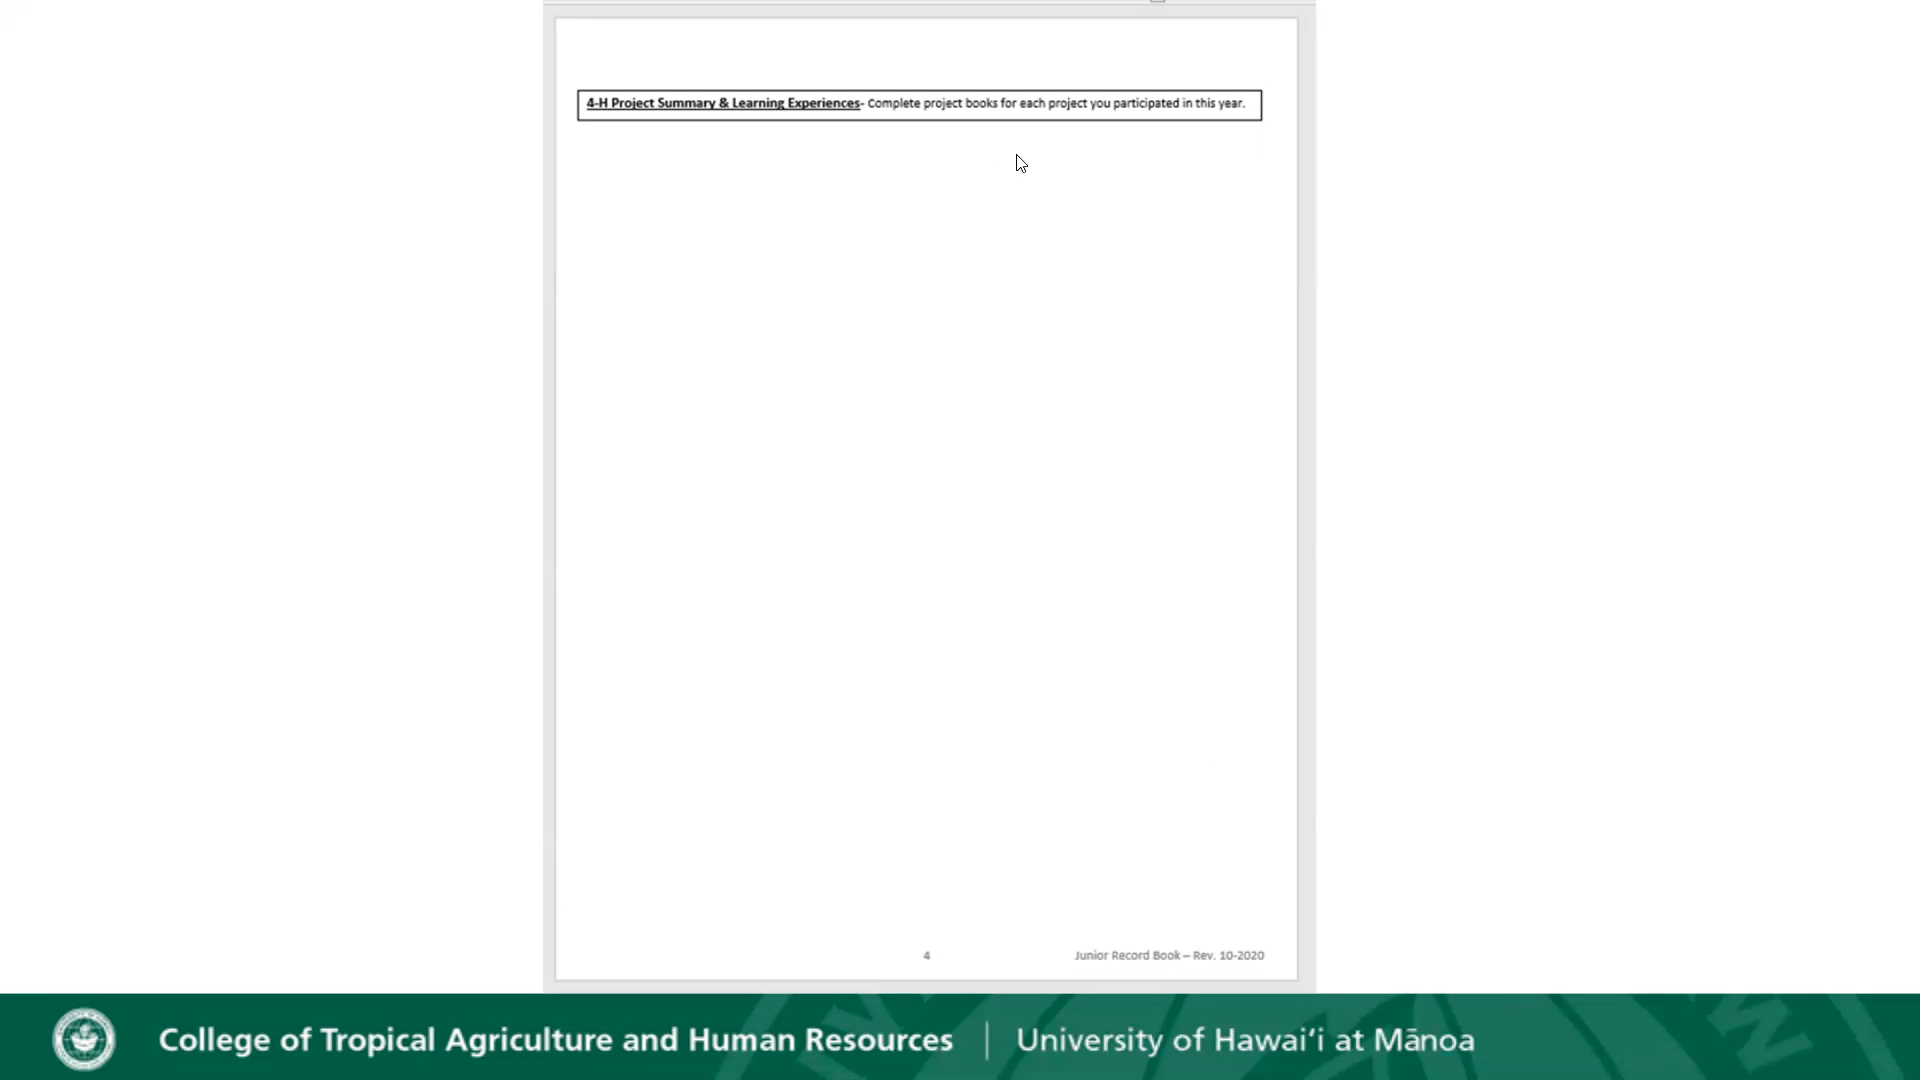 4-H Project Summary & Learning Experiences- Complete project books for each project you participated in this year.
4
Junior Record Book – Rev. 10-2020
College of Tropical Agriculture and Human Resources
University of Hawaiʻi at Mānoa